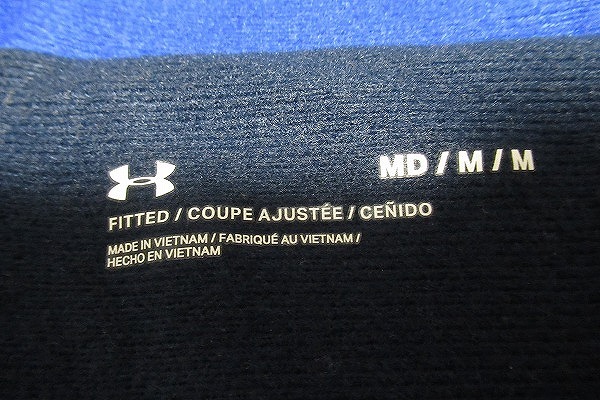 MD / M / M
FITTED / COUPE AJUSTÉE / CEÑIDO
MADE IN VIETNAM / FABRIQUÉ AU VIETNAM /
HECHO EN VIETNAM